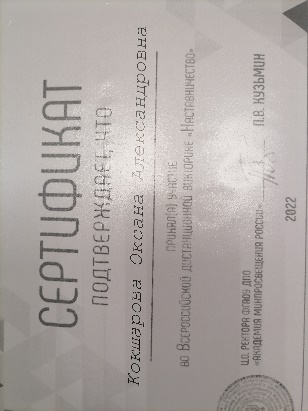 СЕРТИФИКАТ
ПОДТВЕРЖДАЕТ, ЧТО
Кокшарова Оксана Александровна
ПРИНЯЛ(А) УЧАСТИЕ
ВО ВСЕРОССИЙСКОЙ ДИСТАНЦИОННОЙ ВИКТОРИНЕ «НАСТАВНИЧЕСТВО»
И.О. РЕКТОРА ФГАОУ ДПО
«АКАДЕМИЯ МИНПРОСВЕЩЕНИЯ РОССИИ»
П.В. КУЗЬМИН
2022